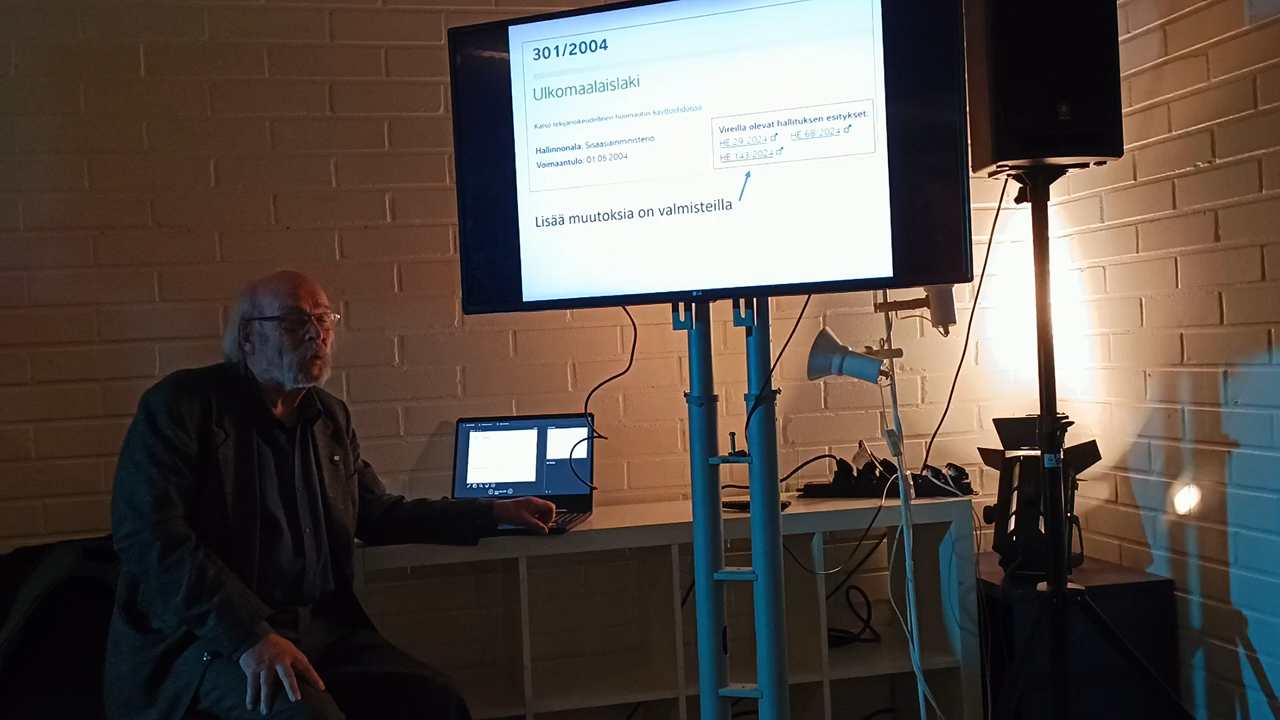 301/2004
Ulkomaalaislaki
Katso tekijänoikeudellinen huomautus käyttöehdoissa
Hallinnonala: Sisäasiainministeriö
Voimaantulo: 01.05.2004
Vireillä olevat hallituksen esitykset.
HE 29/2024 HE 68/2024
HE 143/2024
Lisää muutoksia on valmisteilla
LG